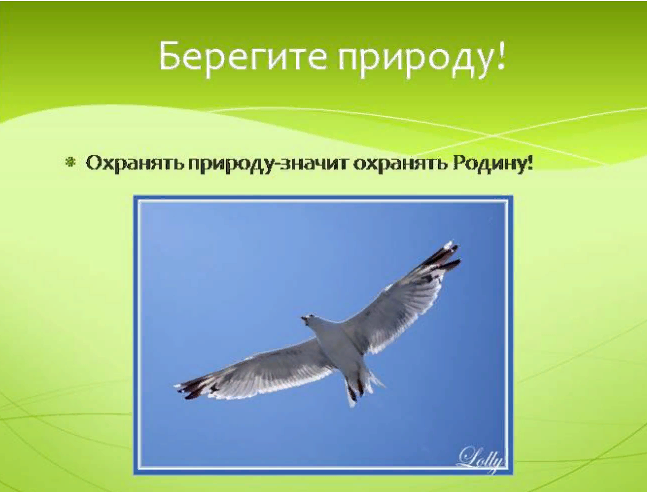 Берегите природу!
Охранять природу-значит охранять Родину!
Lolly